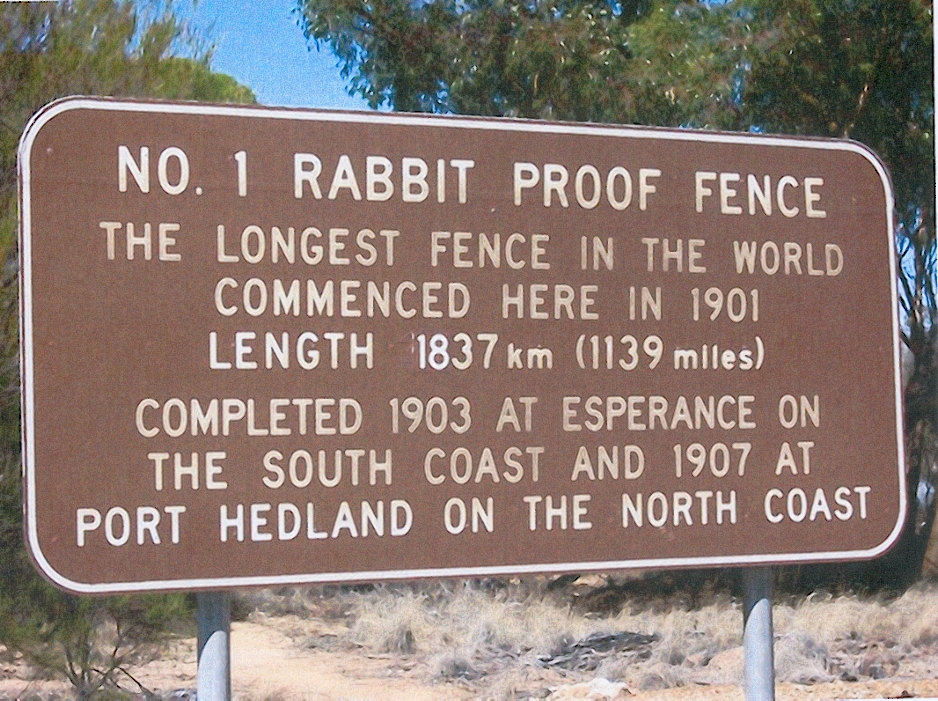 NO. 1 RABBIT PROOF FENCE
THE LONGEST FENCE IN THE WORLD
COMMENCED HERE IN 1901
LENGTH 1837 km (1139 miles)
COMPLETED 1903 AT ESPERANCE ON
THE SOUTH COAST AND 1907 AT
PORT HEDLAND ON THE NORTH COAST